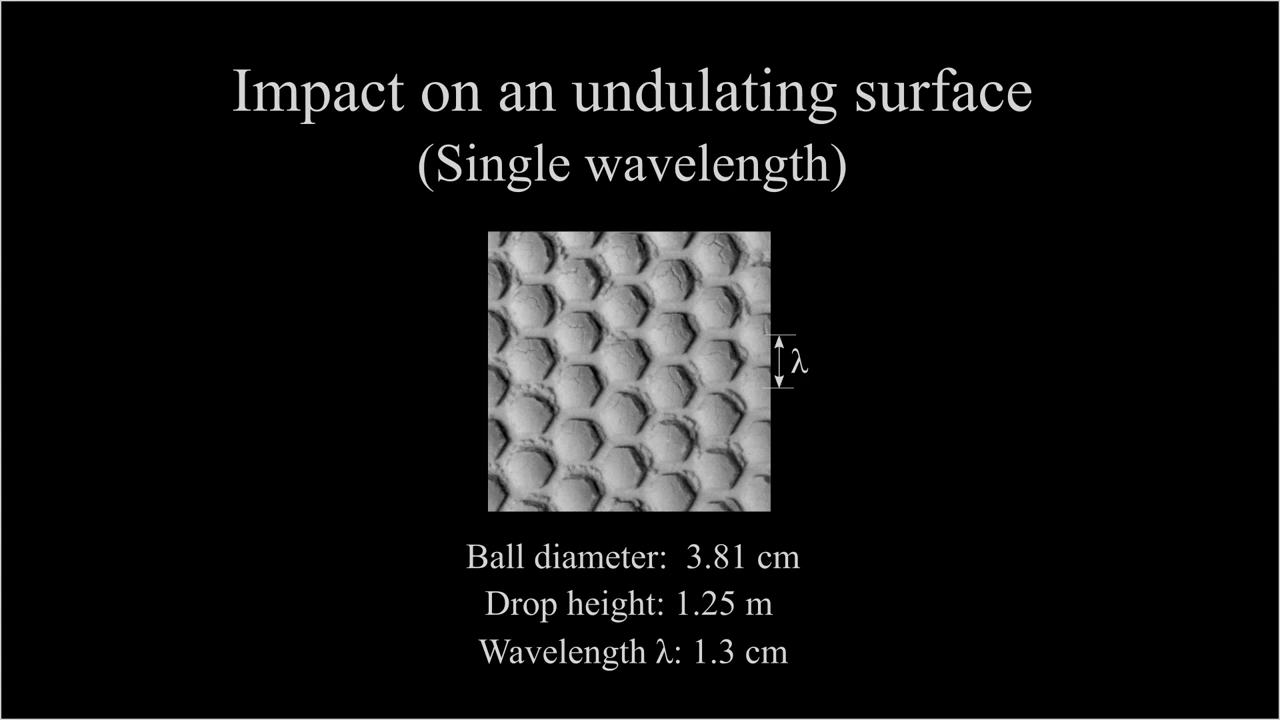 Impact on an undulating surface
(Single wavelength)
λ
Ball diameter: 3.81 cm
Drop height: 1.25 m
Wavelength λ: 1.3 cm